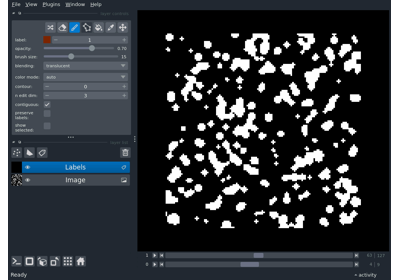 File View Plugins Window Help
label: 1
opacity: 0.70
brush size: 10
blending: translucent
color mode: auto
contour: 0
n edit dim: 3
contiguous:
preserve
labels:
show
selected:
Labels
Image
Ready
activity